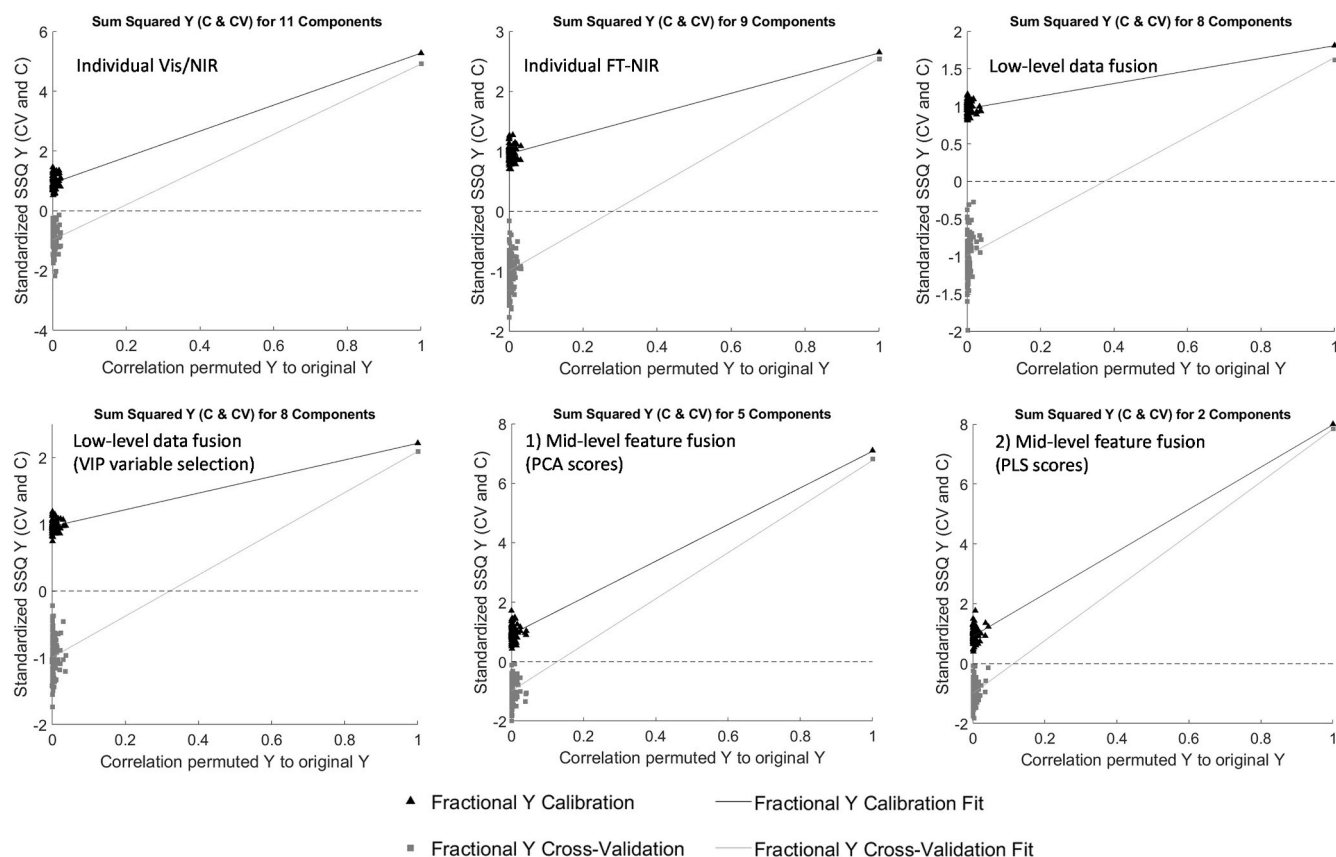 Sum Squared Y (C & CV) for 11 Components
Individual Vis/NIR
Standardized SSQ Y (CV and C)
6
4
2
0
-2
-4
0
0.2
0.4
0.6
0.8
1
Correlation permuted Y to original Y
Sum Squared Y (C & CV) for 9 Components
Individual FT-NIR
Standardized SSQ Y (CV and C)
3
2
1
0
-1
-2
0
0.2
0.4
0.6
0.8
1
Correlation permuted Y to original Y
Sum Squared Y (C & CV) for 8 Components
Low-level data fusion
Standardized SSQ Y (CV and C)
2
1.5
1
0.5
0
-0.5
-1
-1.5
-2
0
0.2
0.4
0.6
0.8
1
Correlation permuted Y to original Y
Sum Squared Y (C & CV) for 8 Components
Low-level data fusion
(VIP variable selection)
Standardized SSQ Y (CV and C)
2
1
0
-1
-2
0
0.2
0.4
0.6
0.8
1
Correlation permuted Y to original Y
Sum Squared Y (C & CV) for 5 Components
1) Mid-level feature fusion
(PCA scores)
Standardized SSQ Y (CV and C)
8
6
4
2
0
-2
0
0.2
0.4
0.6
0.8
1
Correlation permuted Y to original Y
Sum Squared Y (C & CV) for 2 Components
2) Mid-level feature fusion
(PLS scores)
Standardized SSQ Y (CV and C)
8
6
4
2
0
-2
0
0.2
0.4
0.6
0.8
1
Correlation permuted Y to original Y
Fractional Y Calibration
Fractional Y Calibration Fit
Fractional Y Cross-Validation
Fractional Y Cross-Validation Fit